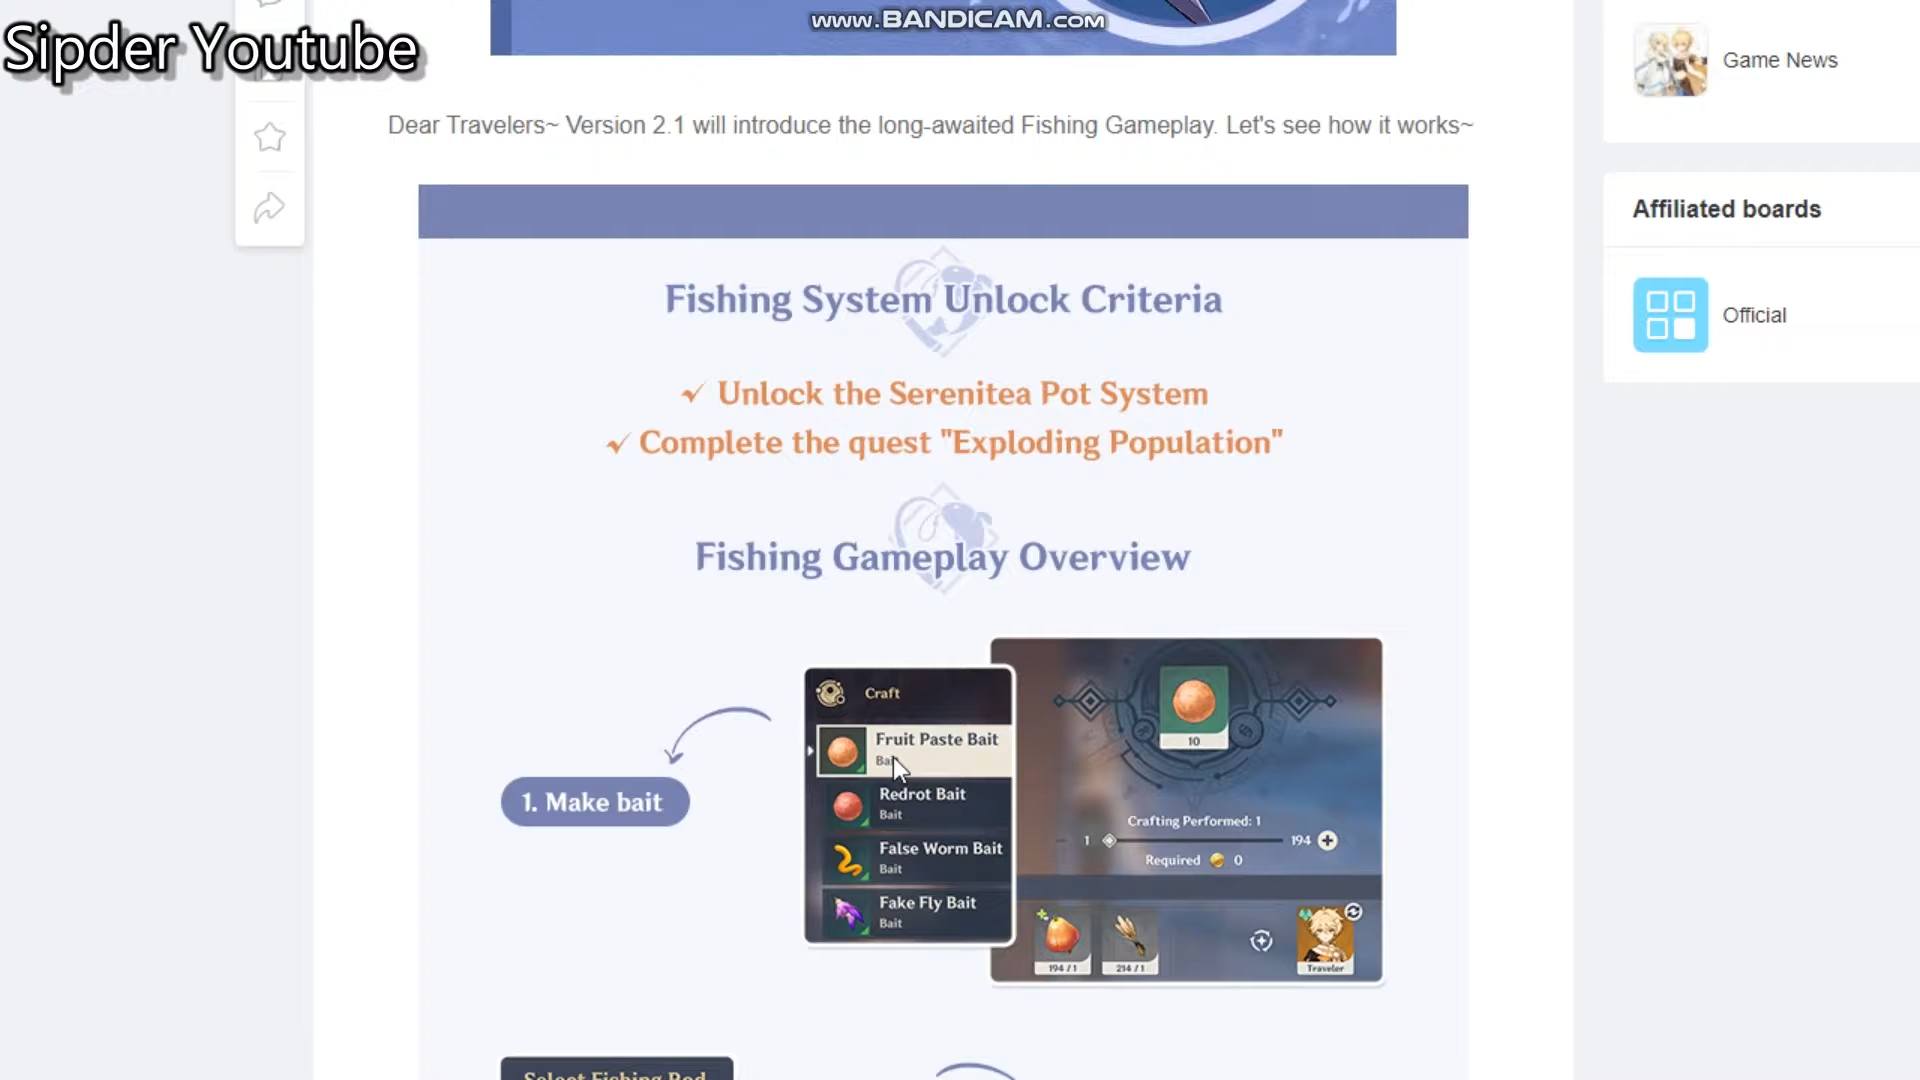 www.BANDICAM.com
Sipder Youtube
Game News
Dear Travelers~ Version 2.1 will introduce the long-awaited Fishing Gameplay. Let's see how it works~
Affiliated boards
Official
Fishing System Unlock Criteria
Unlock the Serenitea Pot System
Complete the quest "Exploding Population"
Fishing Gameplay Overview
1. Make bait
Craft
Fruit Paste Bait
Redrot Bait
Bait
False Worm Bait
Bait
Fake Fly Bait
Bait
10
Crafting Performed: 1
1
194
Required 0
194 / 1
214 / 1
Traveler
Select Fishing Rod